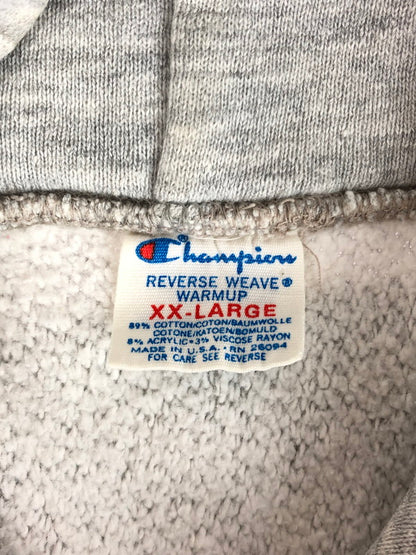 Champion
REVERSE WEAVE®
WARMUP
XX-LARGE
89% COTTON/COTON/BAUMWOLLE
COTONE/KATOEN/BOMULD
8% ACRYLIC•3% VISCOSE RAYON
MADE IN U.S.A.•RN 26094
FOR CARE SEE REVERSE